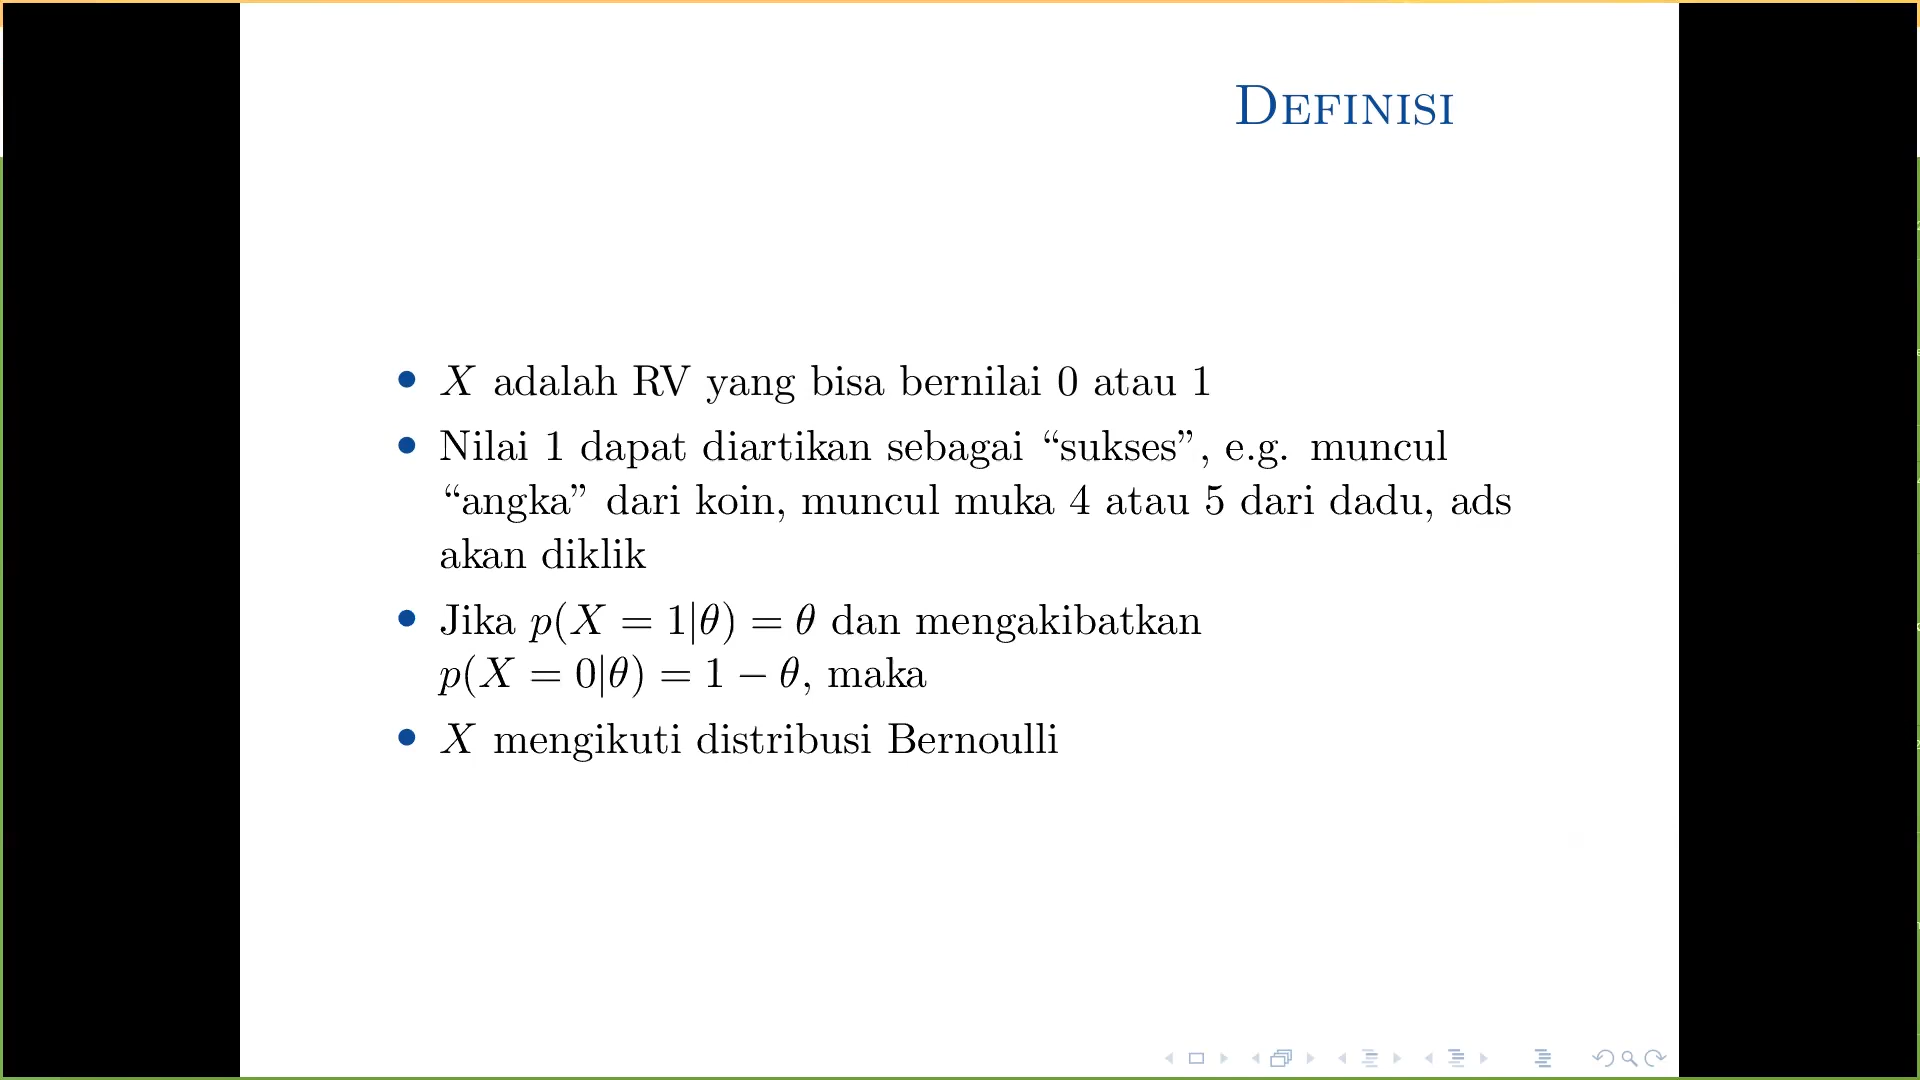 DEFINISI
X adalah RV yang bisa bernilai 0 atau 1
Nilai 1 dapat diartikan sebagai “sukses”, e.g. muncul
“angka” dari koin, muncul muka 4 atau 5 dari dadu, ads
akan diklik
Jika p(X = 1|θ) = θ dan mengakibatkan
p(X = 0|θ) = 1 − θ, maka
X mengikuti distribusi Bernoulli